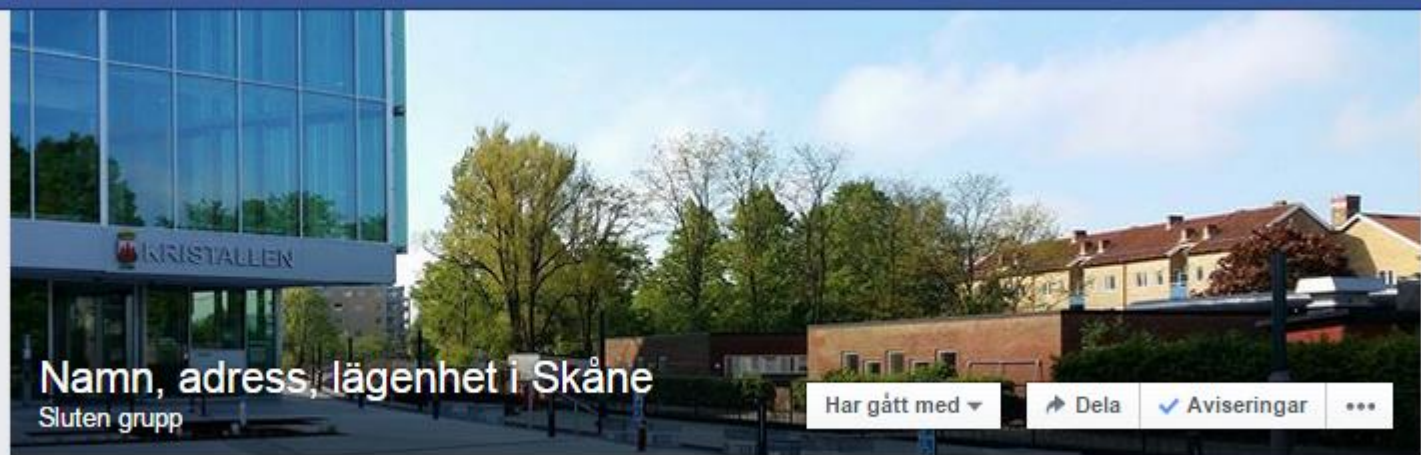 KRISTALLEN
Namn, adress, lägenhet i Skåne
Sluten grupp
Har gått med
Dela
Aviseringar